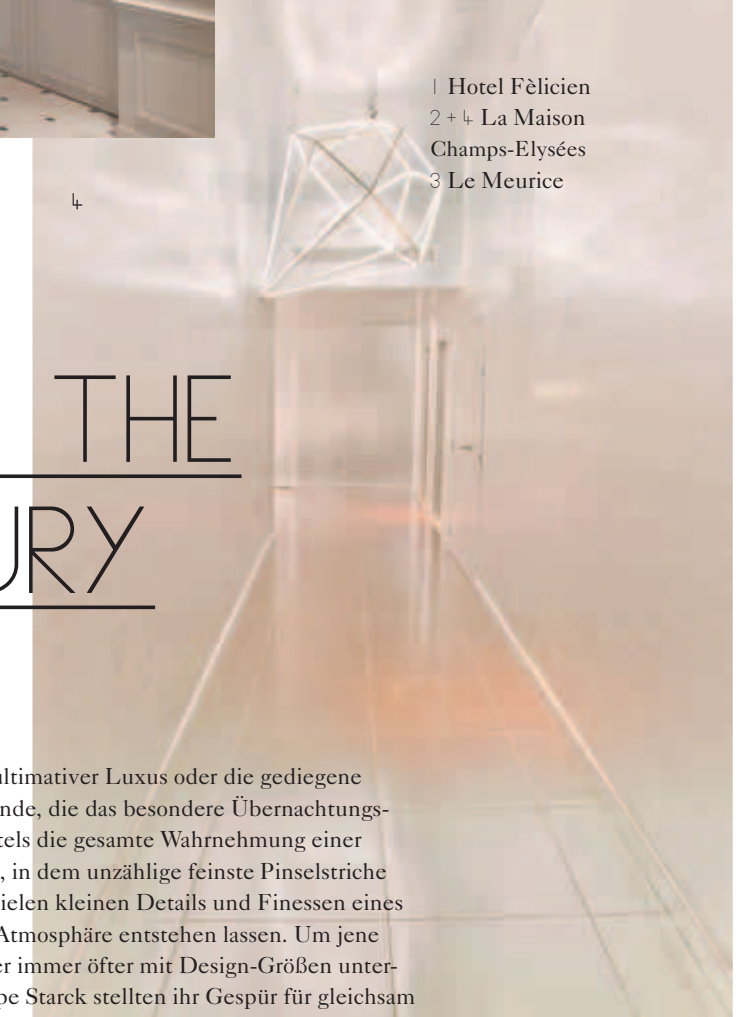 1 Hotel Fèlicien
2 + 4 La Maison
Champs-Elysées
3 Le Meurice
4
THE
URY
ultimativer Luxus oder die gediegene
nde, die das besondere Übernachtungs-
tels die gesamte Wahrnehmung einer
, in dem unzählige feinste Pinselstriche
ielen kleinen Details und Finessen eines
Atmosphäre entstehen lassen. Um jene
er immer öfter mit Design-Größen unter-
pe Starck stellten ihr Gespür für gleichsam